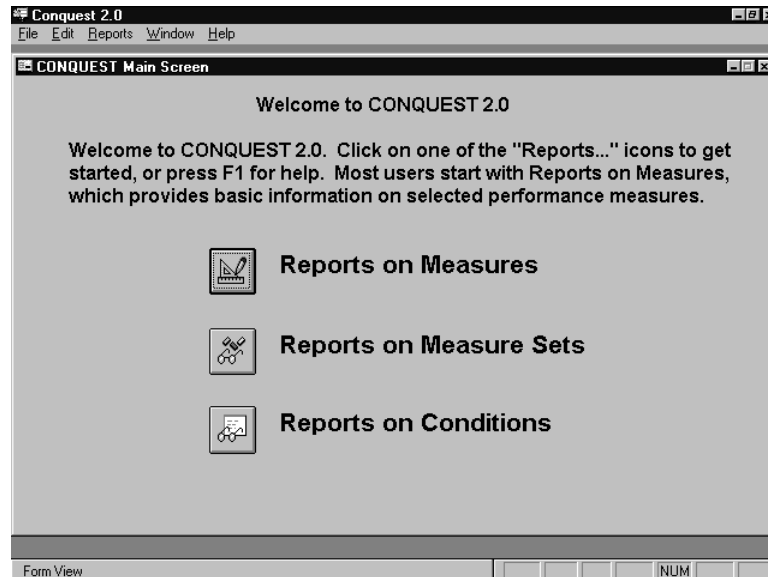 Conquest 2.0
File Edit Reports Window Help
CONQUEST Main Screen
Welcome to CONQUEST 2.0
Welcome to CONQUEST 2.0. Click on one of the "Reports..." icons to get
started, or press F1 for help. Most users start with Reports on Measures,
which provides basic information on selected performance measures.
Reports on Measures
Reports on Measure Sets
Reports on Conditions
Form View NUM